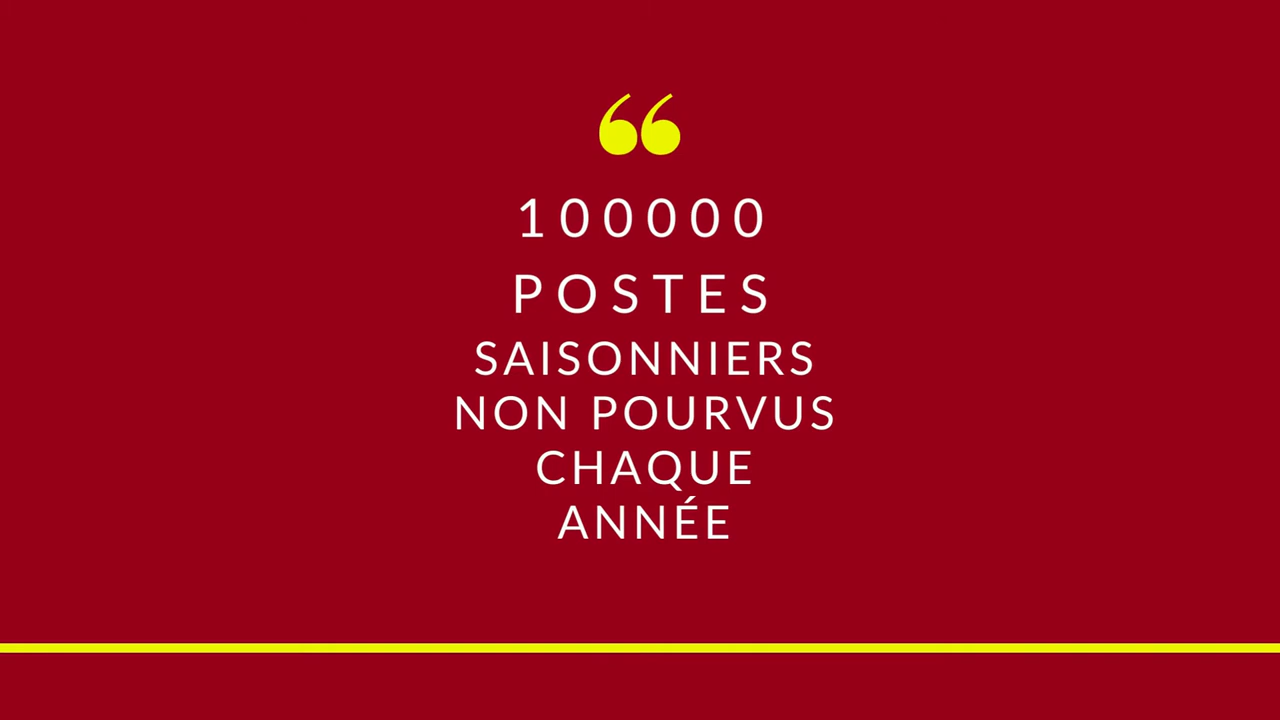 “
100000
POSTES
SAISONNIERS
NON POURVUS
CHAQUE
ANNÉE